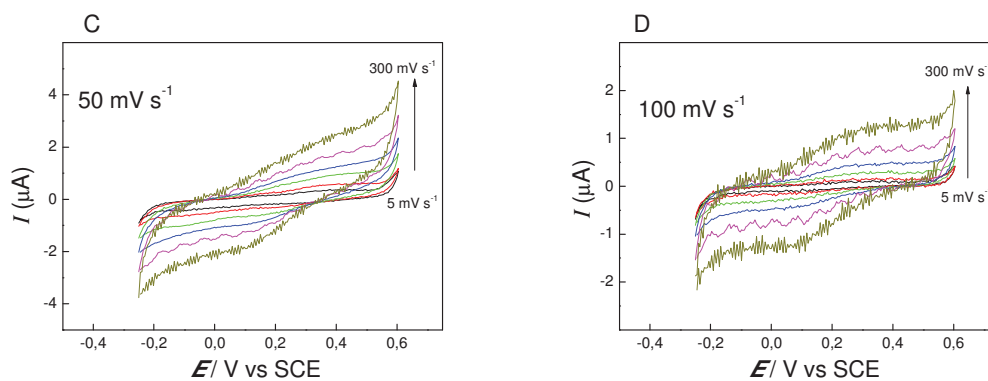 C
I (µA)
4
2
0
-2
-4
50 mV s⁻¹
300 mV s⁻¹
5 mV s⁻¹
-0,4 -0,2 0,0 0,2 0,4 0,6
E/ V vs SCE
D
I (µA)
2
1
0
-1
-2
100 mV s⁻¹
300 mV s⁻¹
5 mV s⁻¹
-0,4 -0,2 0,0 0,2 0,4 0,6
E/ V vs SCE